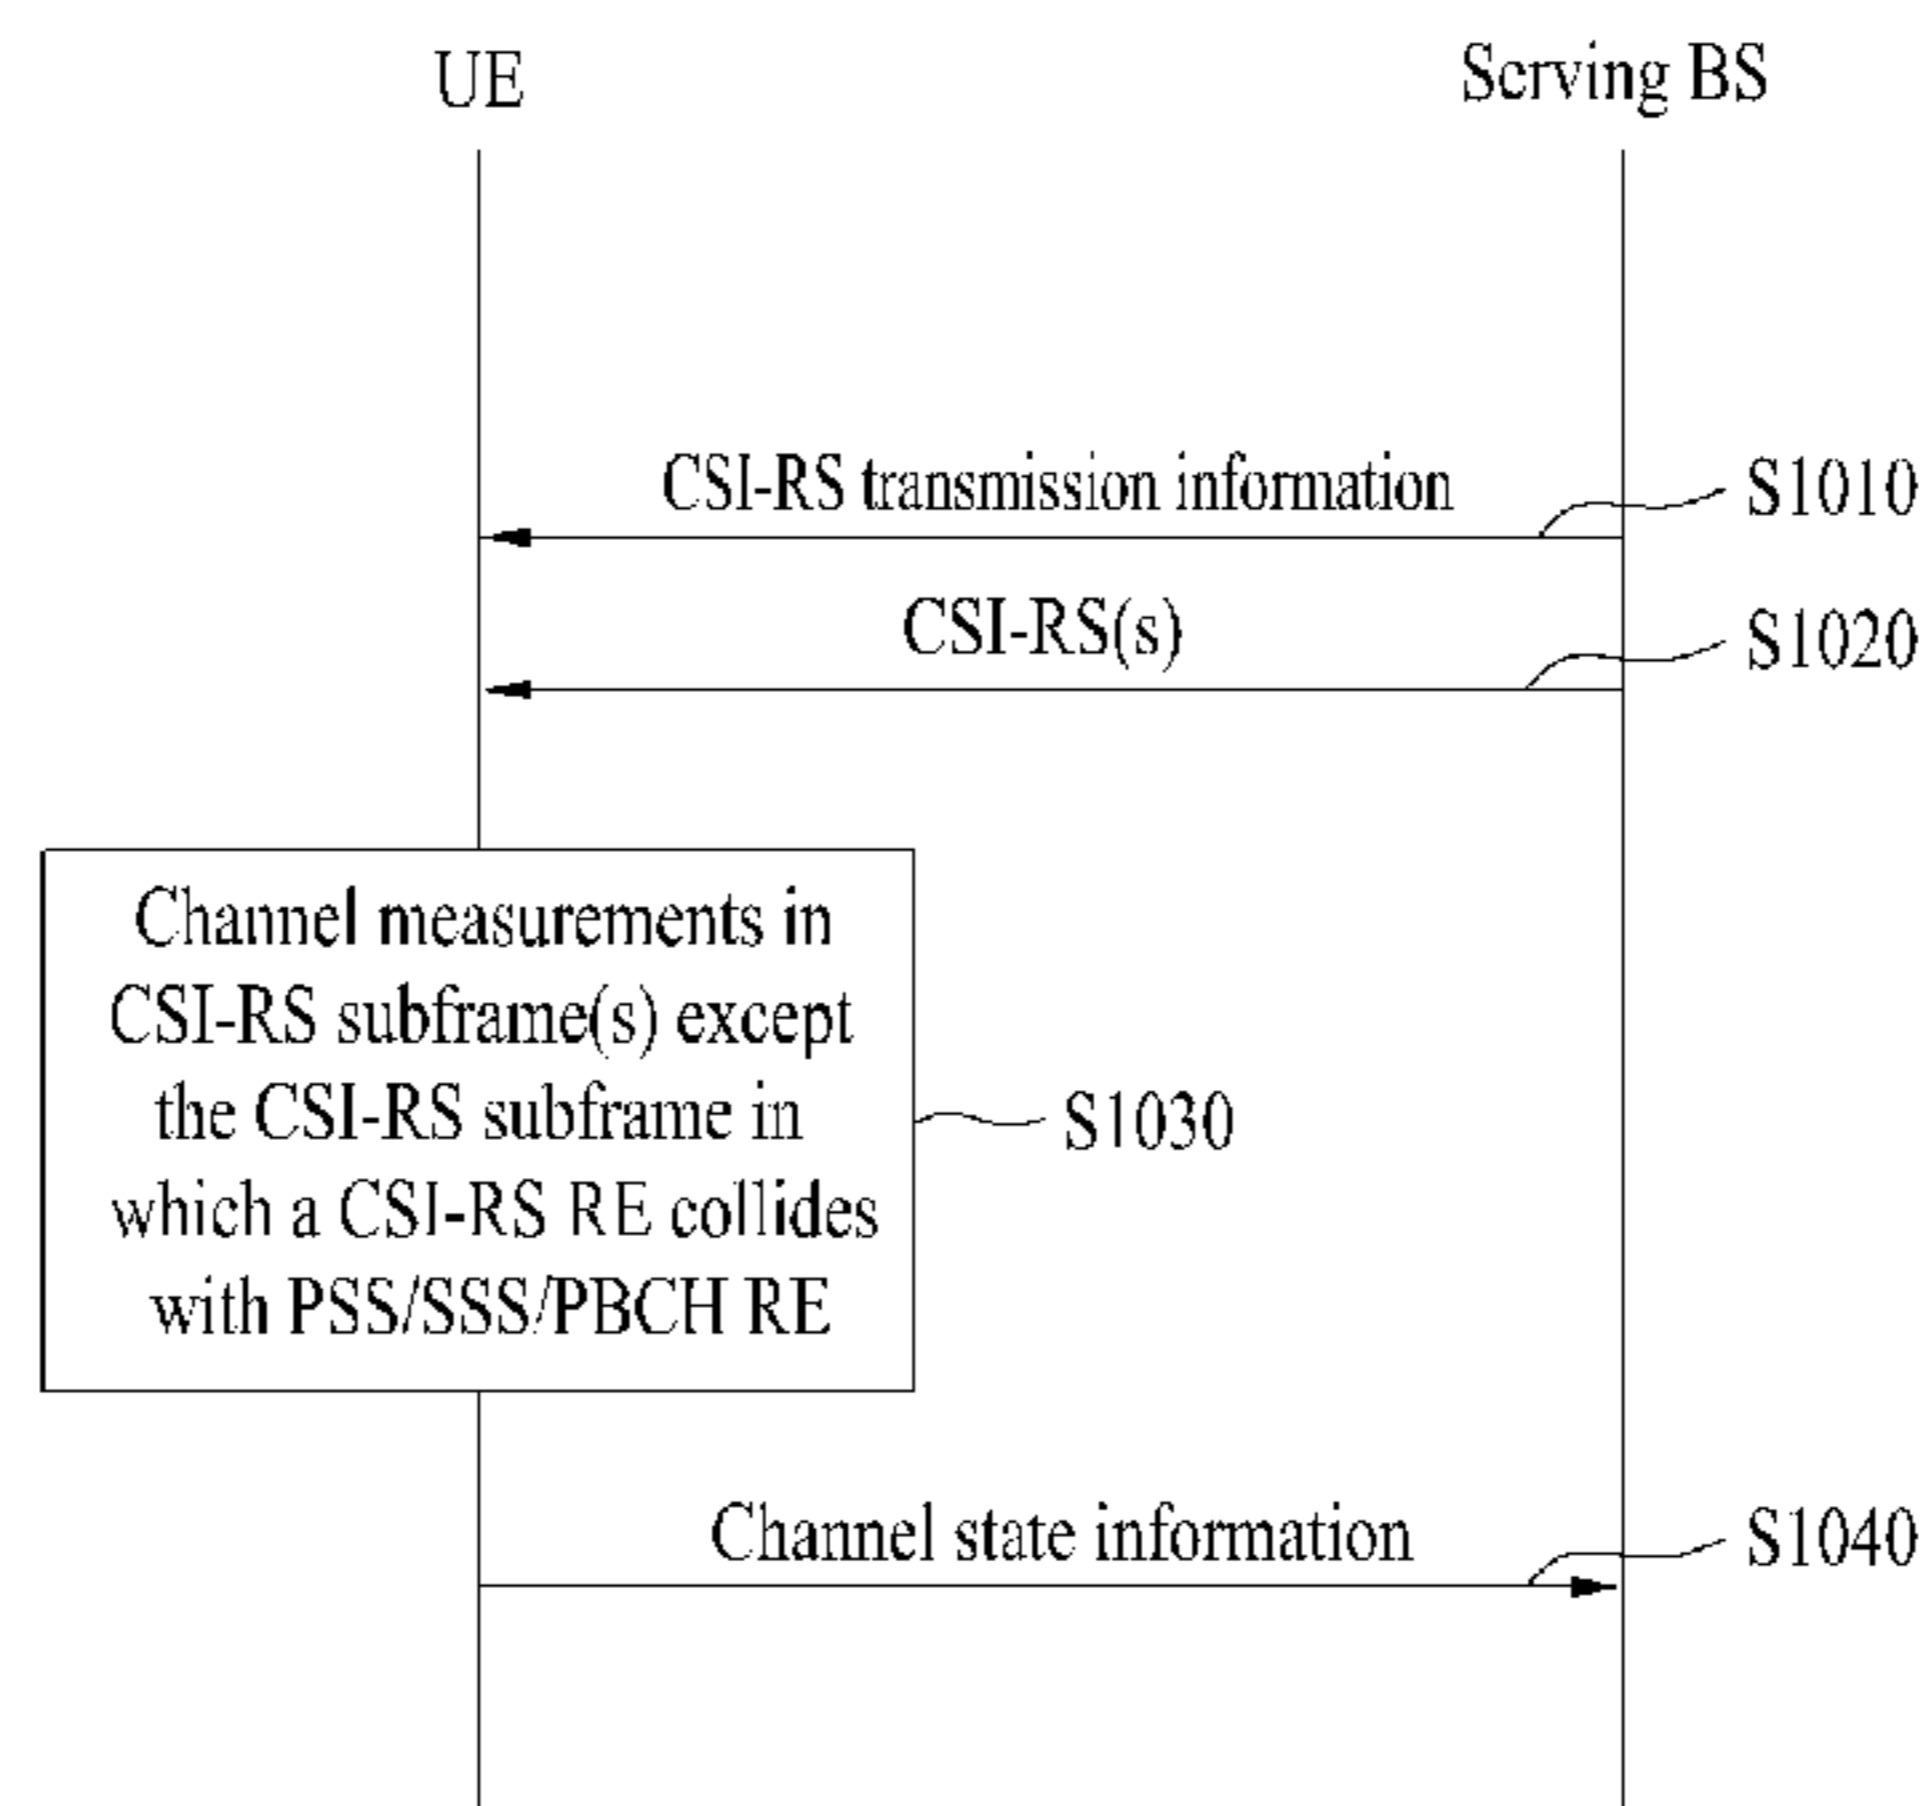 UE
Serving BS
CSI-RS transmission information
S1010
CSI-RS(s)
S1020
Channel measurements in
CSI-RS subframe(s) except
the CSI-RS subframe in
which a CSI-RS RE collides
with PSS/SSS/PBCH RE
S1030
Channel state information
S1040